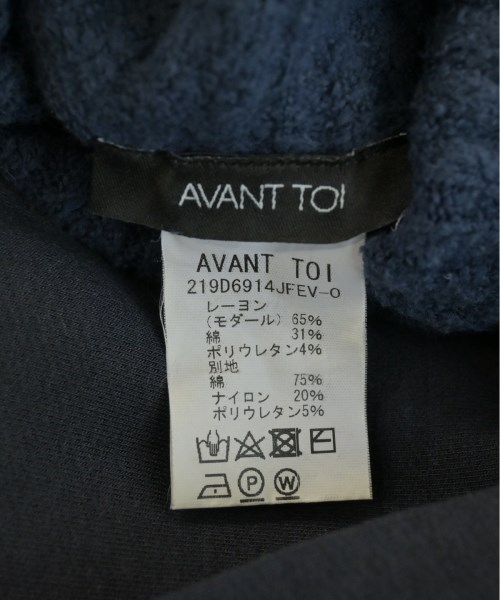 AVANT TOI
AVANT TOI
219D6914JFEV-O
レーヨン
(モダール) 65%
綿 31%
ポリウレタン4%
別地
綿 75%
ナイロン 20%
ポリウレタン5%
P W